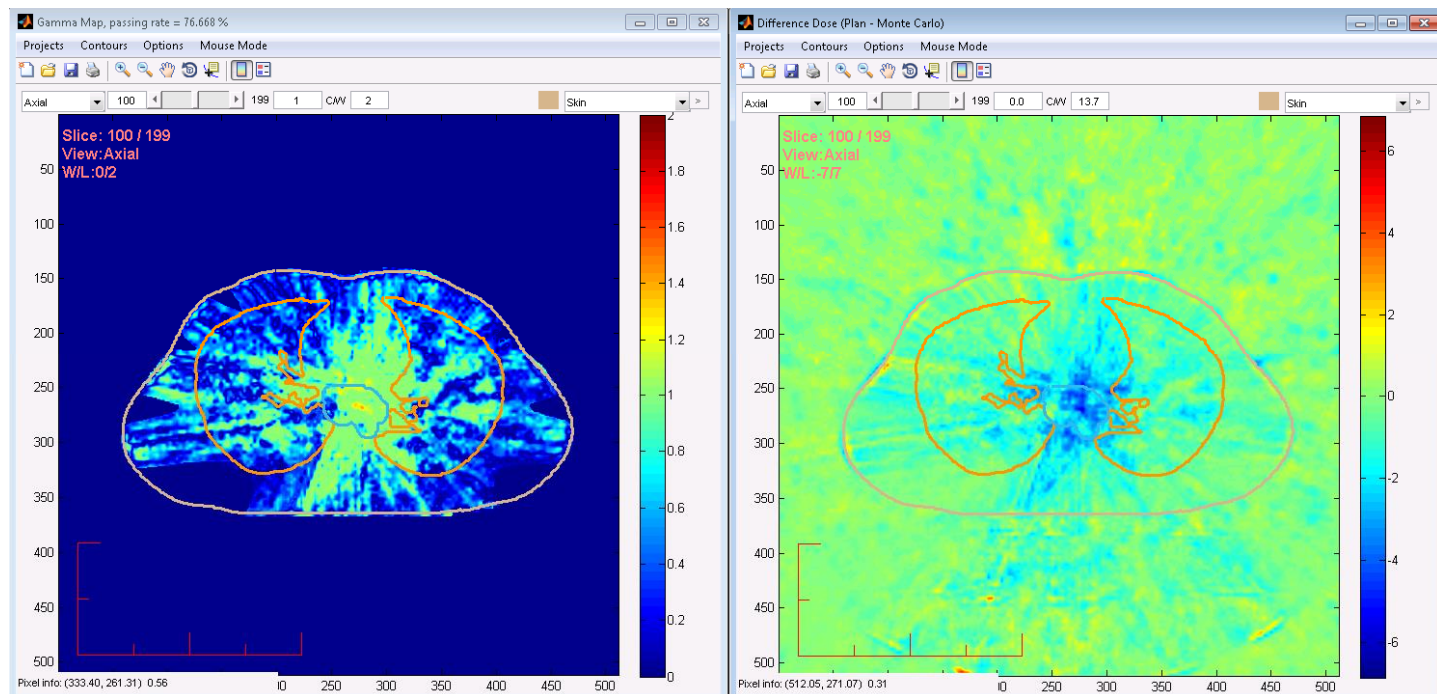 Gamma Map, passing rate = 76.668 %
Projects Contours Options Mouse Mode
Axial 100 199 1 C/W 2 Skin >
Slice: 100 / 199
View:Axial
W/L:0/2
50
100
150
200
250
300
350
400
450
500
0 250 300 350 400 450 500
2
1.8
1.6
1.4
1.2
1
0.8
0.6
0.4
0.2
0
Pixel info: (333.40, 261.31) 0.56
Difference Dose (Plan - Monte Carlo)
Projects Contours Options Mouse Mode
Axial 100 199 0.0 C/W 13.7 Skin >
Slice: 100 / 199
View:Axial
W/L:-7/7
50
100
150
200
250
300
350
400
450
500
0 250 300 350 400 450 500
6
4
2
0
-2
-4
-6
Pixel info: (512.05, 271.07) 0.31